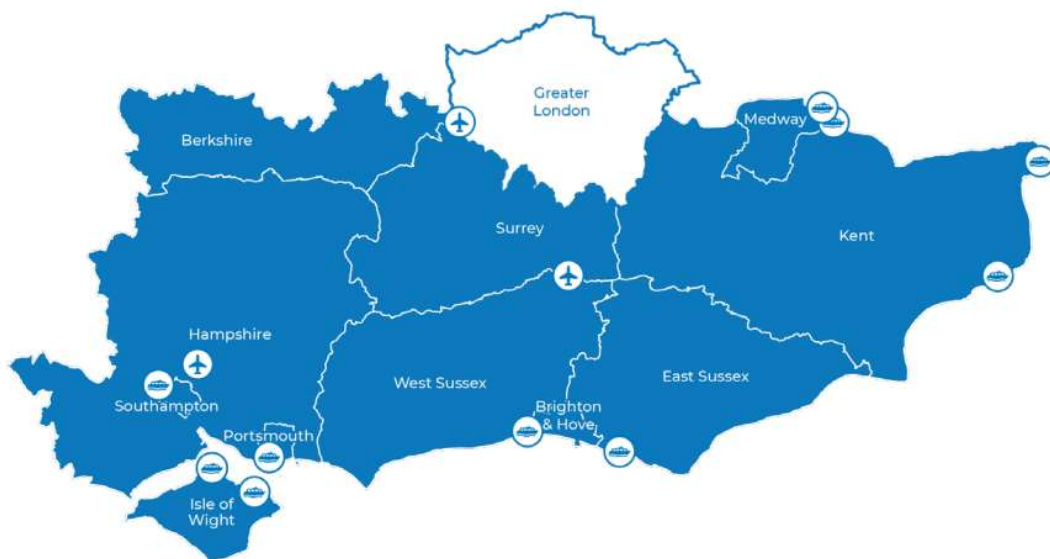 Greater
London
Medway
Berkshire
Surrey
Kent
Hampshire
West Sussex
East Sussex
Southampton
Brighton
& Hove
Portsmouth
Isle of
Wight